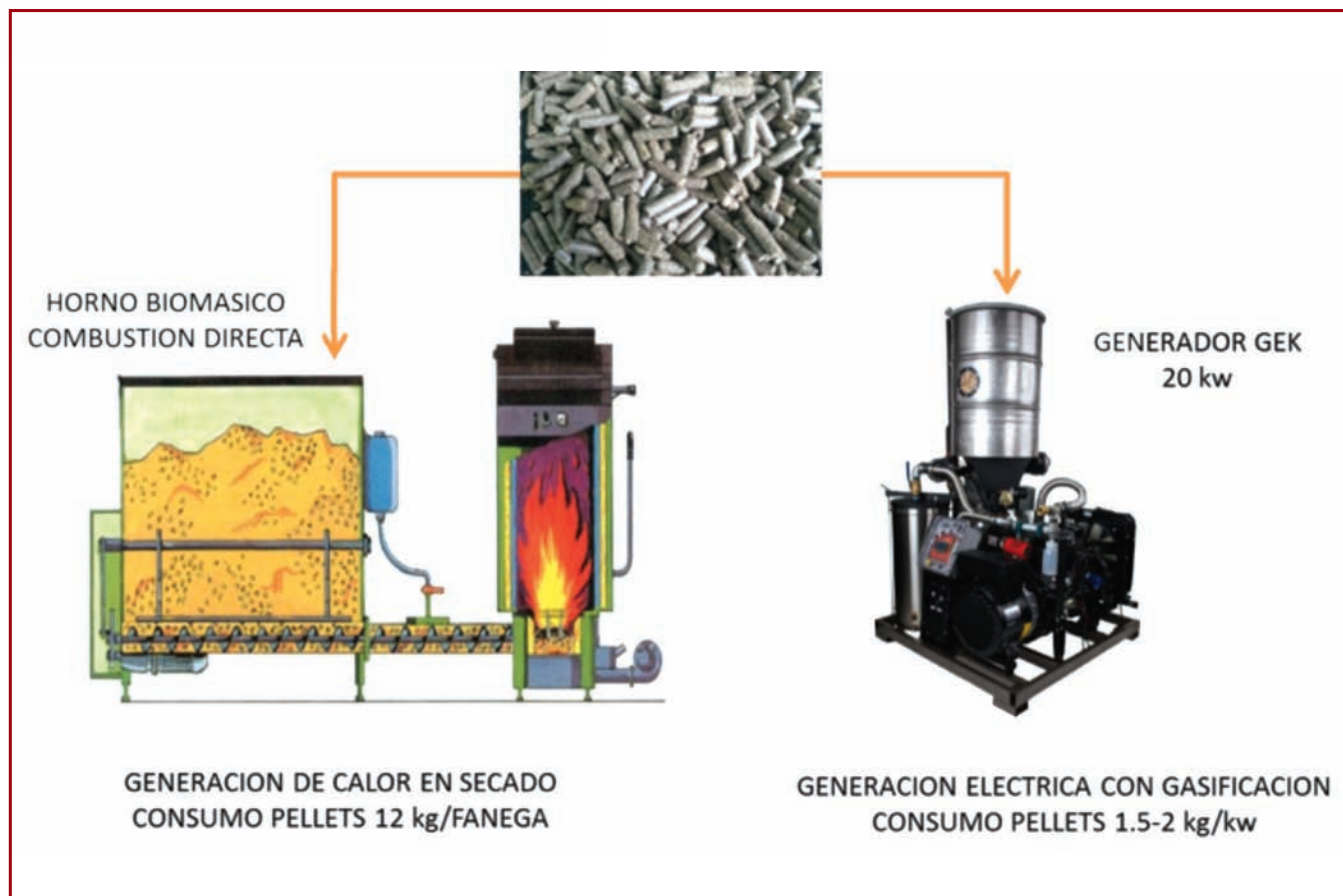 HORNO BIOMASICO
COMBUSTION DIRECTA
GENERADOR GEK
20 kw
GENERACION DE CALOR EN SECADO
CONSUMO PELLETS 12 kg/FANEGA
GENERACION ELECTRICA CON GASIFICACION
CONSUMO PELLETS 1.5-2 kg/kw